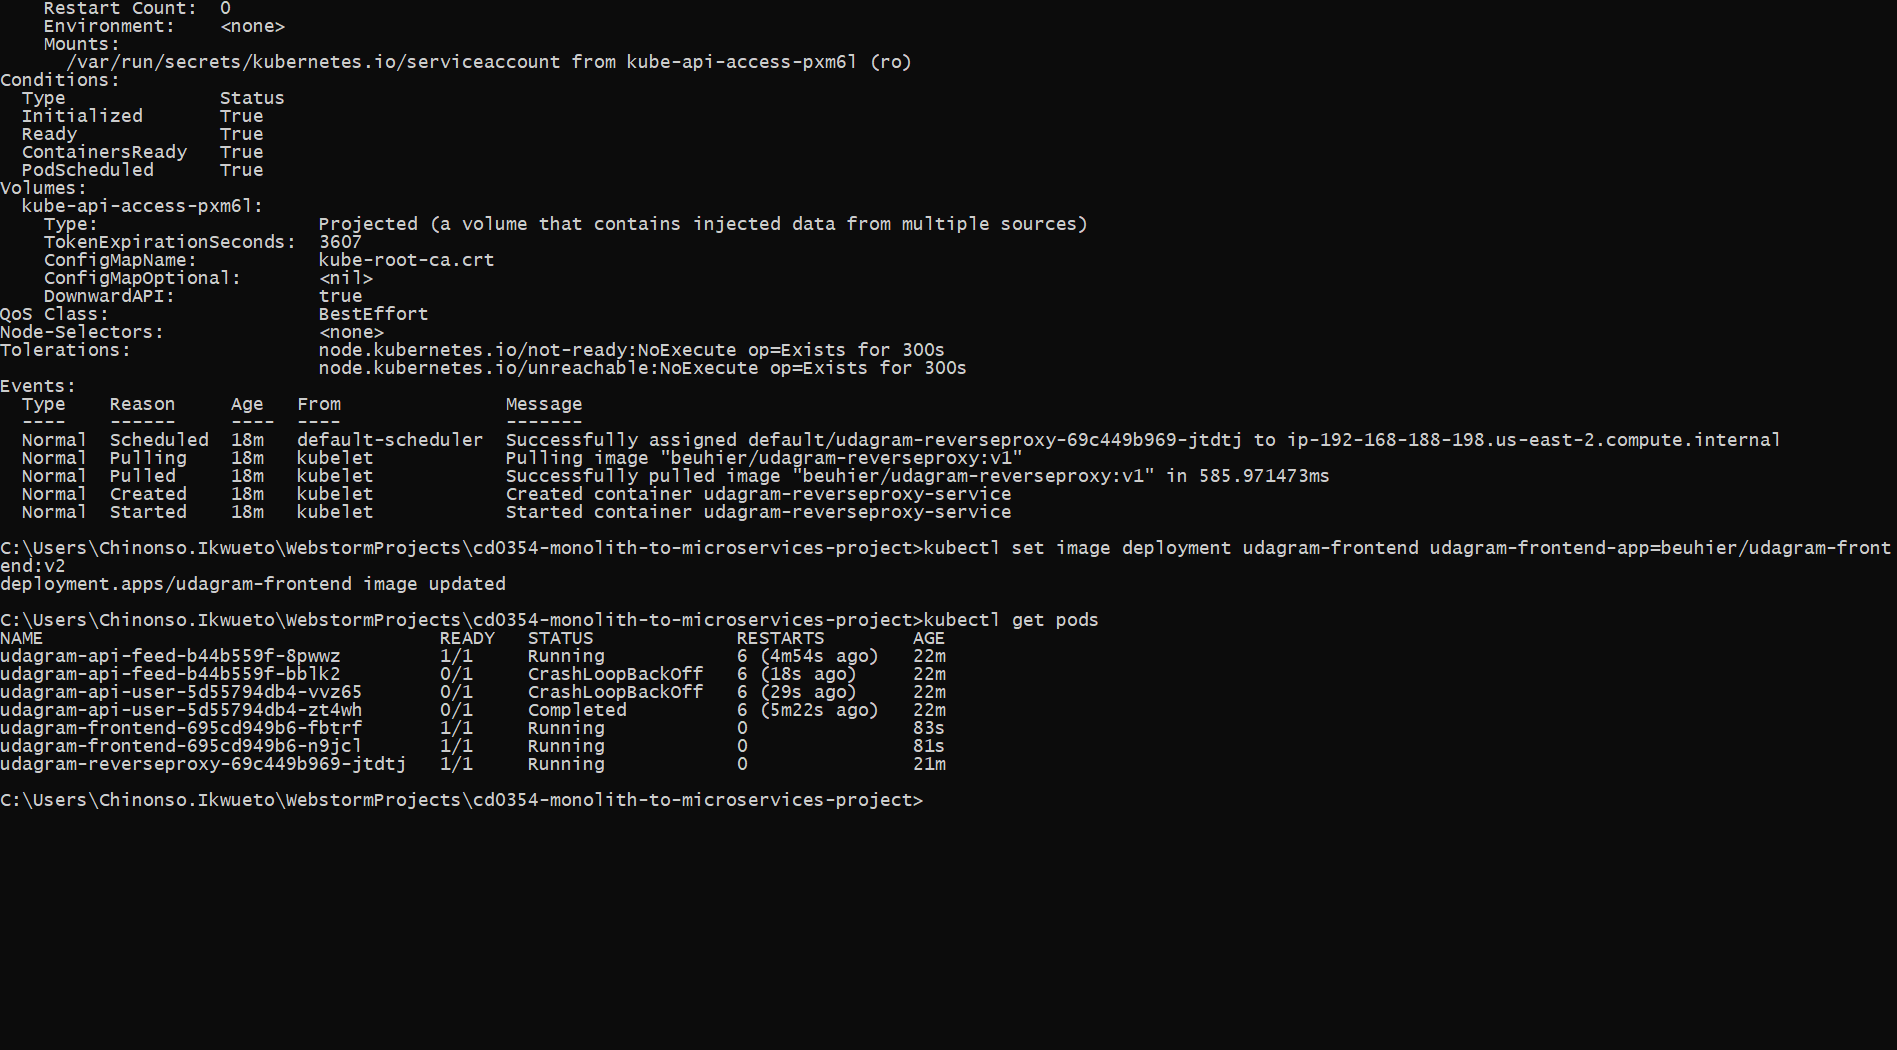 Restart Count:  0
Environment:    <none>
Mounts:
/var/run/secrets/kubernetes.io/serviceaccount from kube-api-access-pxm6l (ro)
Conditions:
Type              Status
Initialized       True
Ready             True
ContainersReady   True
PodScheduled      True
Volumes:
kube-api-access-pxm6l:
Type:                    Projected (a volume that contains injected data from multiple sources)
TokenExpirationSeconds:  3607
ConfigMapName:           kube-root-ca.crt
ConfigMapOptional:       <nil>
DownwardAPI:             true
QoS Class:                   BestEffort
Node-Selectors:              <none>
Tolerations:                 node.kubernetes.io/not-ready:NoExecute op=Exists for 300s
node.kubernetes.io/unreachable:NoExecute op=Exists for 300s
Events:
Type    Reason     Age   From               Message
----    ------     ----  ----               -------
Normal  Scheduled  18m   default-scheduler  Successfully assigned default/udagram-reverseproxy-69c449b969-jtdtj to ip-192-168-188-198.us-east-2.compute.internal
Normal  Pulling    18m   kubelet            Pulling image "beuhier/udagram-reverseproxy:v1"
Normal  Pulled     18m   kubelet            Successfully pulled image "beuhier/udagram-reverseproxy:v1" in 585.971473ms
Normal  Created    18m   kubelet            Created container udagram-reverseproxy-service
Normal  Started    18m   kubelet            Started container udagram-reverseproxy-service
C:\Users\Chinonso.Ikwueto\WebstormProjects\cd0354-monolith-to-microservices-project>kubectl set image deployment udagram-frontend udagram-frontend-app=beuhier/udagram-front
end:v2
deployment.apps/udagram-frontend image updated
C:\Users\Chinonso.Ikwueto\WebstormProjects\cd0354-monolith-to-microservices-project>kubectl get pods
NAME                                    READY   STATUS             RESTARTS        AGE
udagram-api-feed-b44b559f-8pwwz         1/1     Running            6 (4m54s ago)   22m
udagram-api-feed-b44b559f-bblk2         0/1     CrashLoopBackOff   6 (18s ago)     22m
udagram-api-user-5d55794db4-vvz65       0/1     CrashLoopBackOff   6 (29s ago)     22m
udagram-api-user-5d55794db4-zt4wh       0/1     Completed          6 (5m22s ago)   22m
udagram-frontend-695cd949b6-fbtrf       1/1     Running            0               83s
udagram-frontend-695cd949b6-n9jcl       1/1     Running            0               81s
udagram-reverseproxy-69c449b969-jtdtj   1/1     Running            0               21m
C:\Users\Chinonso.Ikwueto\WebstormProjects\cd0354-monolith-to-microservices-project>